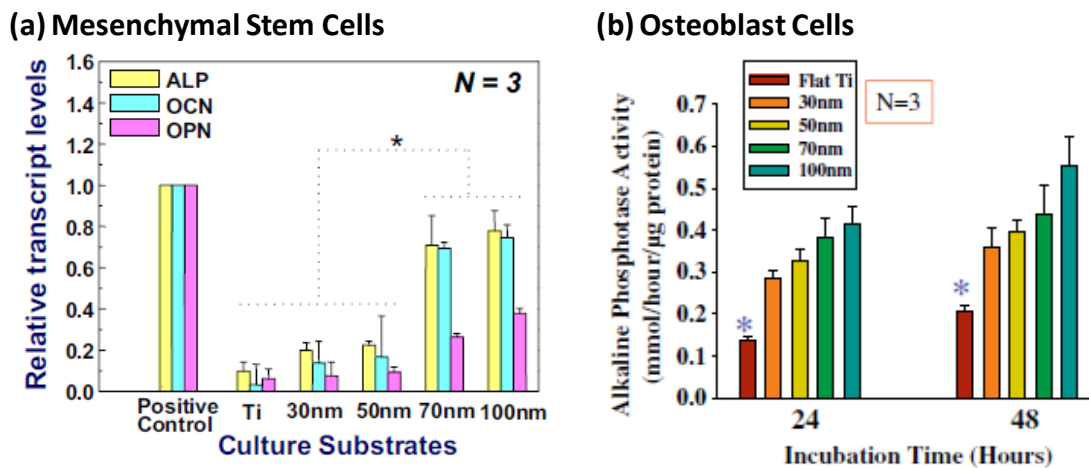 (a) Mesenchymal Stem Cells
Relative transcript levels
1.6
1.4
1.2
1.0
0.8
0.6
0.4
0.2
0.0
ALP
OCN
OPN
N = 3
*
Positive Control
Ti
30nm
50nm
70nm
100nm
Culture Substrates
(b) Osteoblast Cells
Alkaline Phosphotase Activity
(mmol/hour/µg protein)
0.7
0.6
0.5
0.4
0.3
0.2
0.1
0.0
Flat Ti
30nm
50nm
70nm
100nm
N=3
*
*
24
48
Incubation Time (Hours)